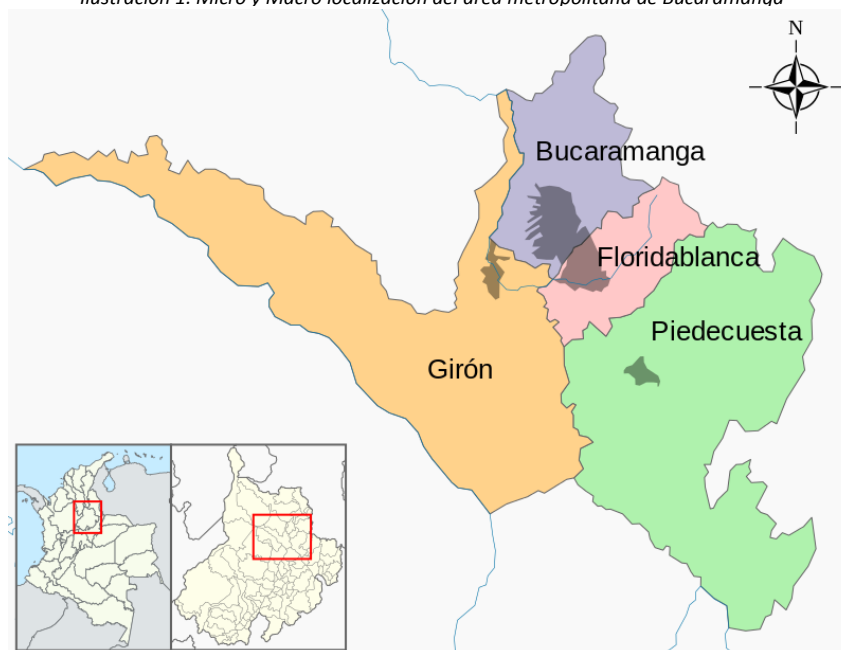 Ilustración 1. Micro y Macro localización del área metropolitana de Bucaramanga
N
Bucaramanga
Floridablanca
Piedecuesta
Girón